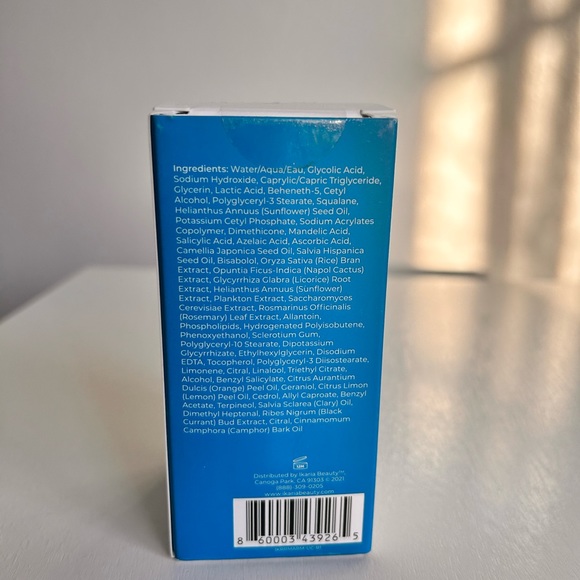 Ingredients: Water/Aqua/Eau, Glycolic Acid,
Sodium Hydroxide, Caprylic/Capric Triglyceride,
Glycerin, Lactic Acid, Beheneth-5, Cetyl
Alcohol, Polyglyceryl-3 Stearate, Squalane,
Helianthus Annuus (Sunflower) Seed Oil,
Potassium Cetyl Phosphate, Sodium Acrylates
Copolymer, Dimethicone, Mandelic Acid,
Salicylic Acid, Azelaic Acid, Ascorbic Acid,
Camellia Japonica Seed Oil, Salvia Hispanica
Seed Oil, Bisabolol, Oryza Sativa (Rice) Bran
Extract, Opuntia Ficus-Indica (Napol Cactus)
Extract, Glycyrrhiza Glabra (Licorice) Root
Extract, Helianthus Annuus (Sunflower)
Extract, Plankton Extract, Saccharomyces
Cerevisiae Extract, Rosmarinus Officinalis
(Rosemary) Leaf Extract, Allantoin,
Phospholipids, Hydrogenated Polyisobutene,
Phenoxyethanol, Sclerotium Gum,
Polyglyceryl-10 Stearate, Dipotassium
Glycyrrhizate, Ethylhexylglycerin, Disodium
EDTA, Tocopherol, Polyglyceryl-3 Diisostearate,
Limonene, Citral, Linalool, Triethyl Citrate,
Alcohol, Benzyl Salicylate, Citrus Aurantium
Dulcis (Orange) Peel Oil, Geraniol, Citrus Limon
(Lemon) Peel Oil, Cedrol, Allyl Caproate, Benzyl
Acetate, Terpineol, Salvia Sclarea (Clary) Oil,
Dimethyl Heptenal, Ribes Nigrum (Black
Currant) Bud Extract, Citral, Cinnamomum
Camphora (Camphor) Bark Oil
Distributed by Ikaria Beauty™,
Canoga Park, CA 91303 © 2021
(888)-309-0205
www.ikariabeauty.com
8 60003 43926 5